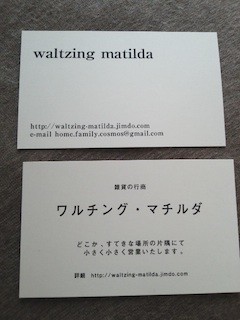 waltzing matilda
http://waltzing-matilda.jimdo.com
e-mail home.family.cosmos@gmail.com
雑貨の行商
ワルチング・マチルダ
どこか、すてきな場所の片隅にて
小さく小さく営業いたします。
詳細 http://waltzing-matilda.jimdo.com